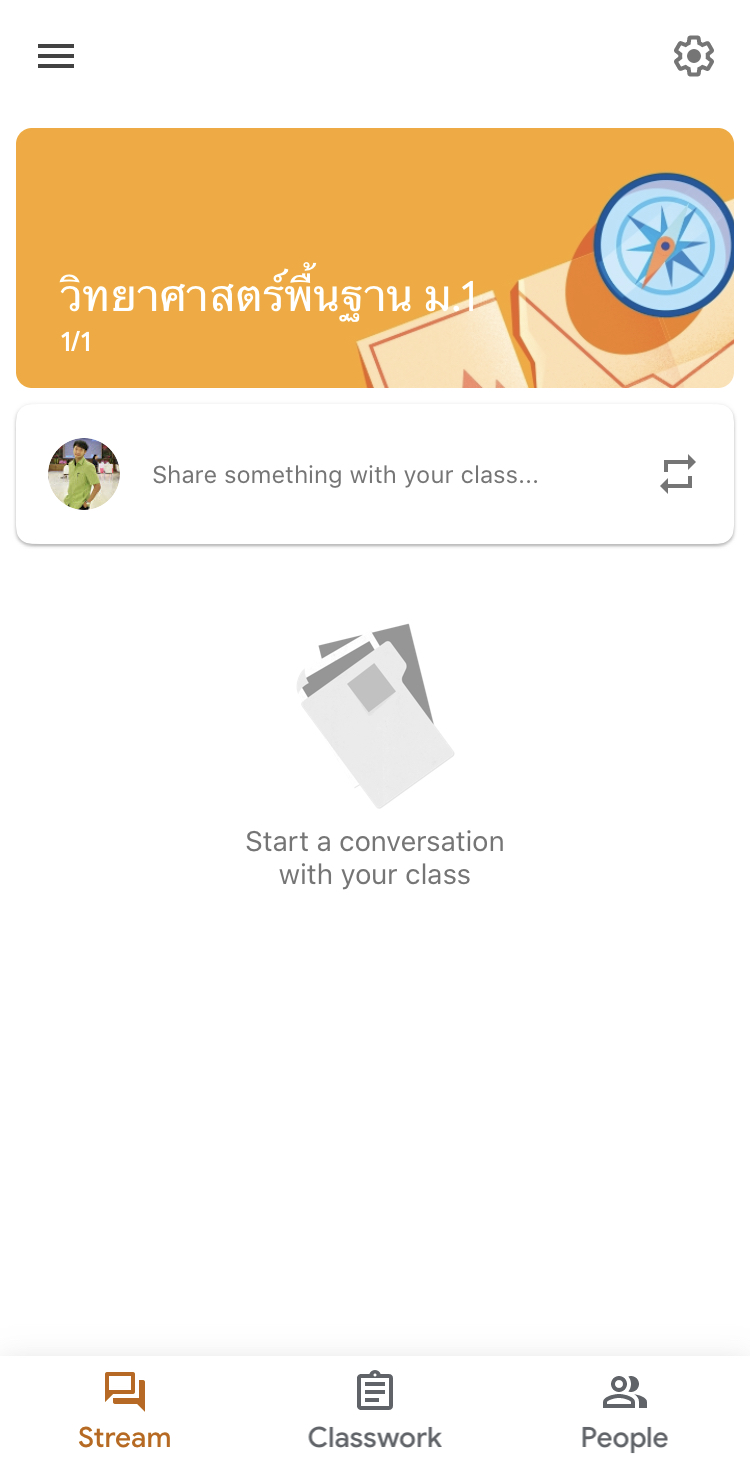 วิทยาศาสตร์พื้นฐาน ม.1
1/1
Share something with your class...
Start a conversation
with your class
Stream
Classwork
People